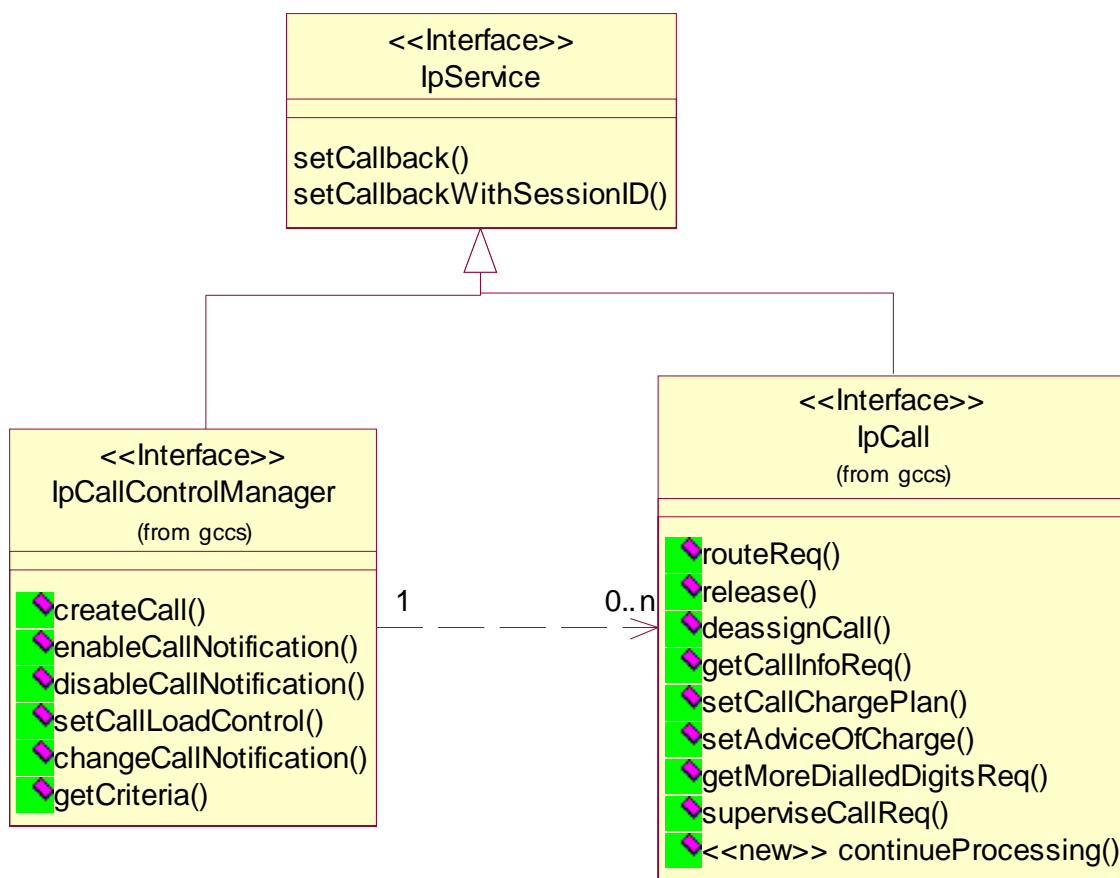 <<Interface>>
IpService
setCallback()
setCallbackWithSessionID()
<<Interface>>
IpCallControlManager
(from gccs)
createCall()
enableCallNotification()
disableCallNotification()
setCallLoadControl()
changeCallNotification()
getCriteria()
1
0..n
<<Interface>>
IpCall
(from gccs)
routeReq()
release()
deassignCall()
getCallInfoReq()
setCallChargePlan()
setAdviceOfCharge()
getMoreDialledDigitsReq()
superviseCallReq()
<<new>> continueProcessing()